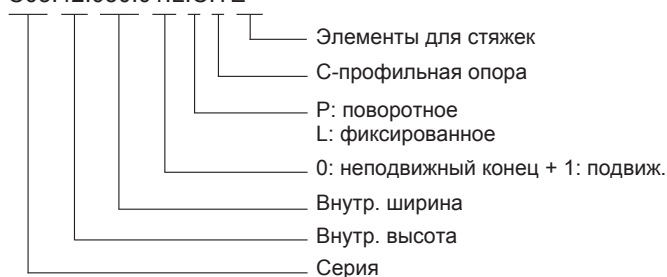 Элементы для стяжек
С-профильная опора
P: поворотное
L: фиксированное
0: неподвижный конец + 1: подвиж.
Внутр. ширина
Внутр. высота
Серия